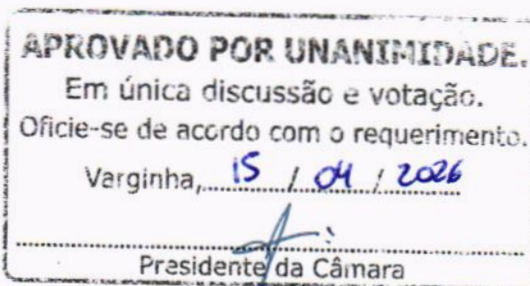 APROVADO POR UNANIMIDADE.
Em única discussão e votação.
Oficie-se de acordo com o requerimento.
Varginha, 15 / 04 / 2026
Presidente da Câmara